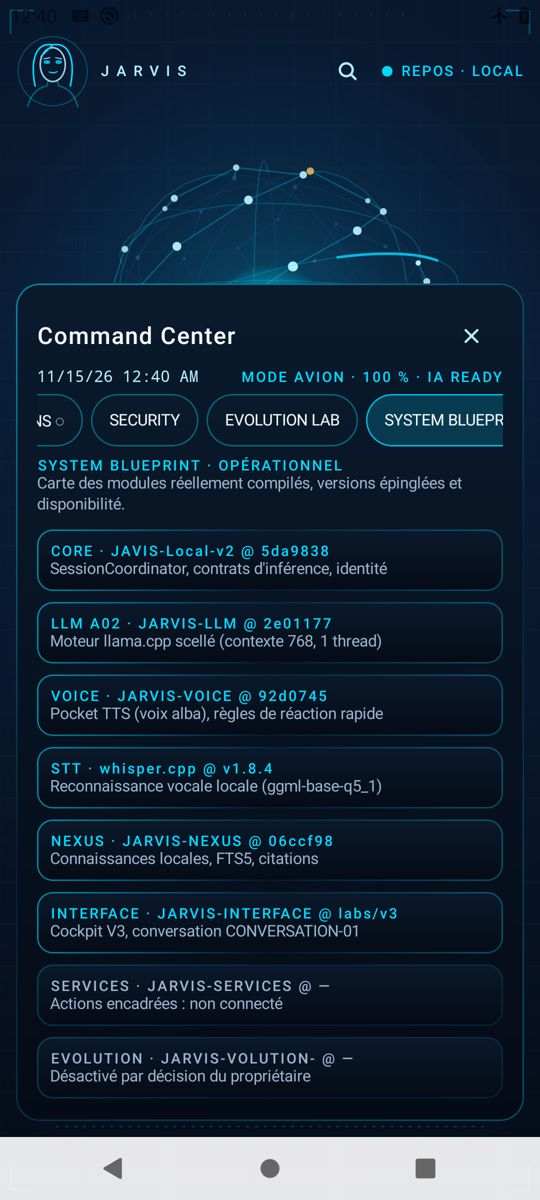 12:40
JARVIS
REPOS · LOCAL
Command Center
11/15/26 12:40 AM
MODE AVION · 100 % · IA READY
NS ○
SECURITY
EVOLUTION LAB
SYSTEM BLUEPR
SYSTEM BLUEPRINT · OPÉRATIONNEL
Carte des modules réellement compilés, versions épinglées et
disponibilité.
CORE · JAVIS-Local-v2 @ 5da9838
SessionCoordinator, contrats d'inférence, identité
LLM A02 · JARVIS-LLM @ 2e01177
Moteur llama.cpp scellé (contexte 768, 1 thread)
VOICE · JARVIS-VOICE @ 92d0745
Pocket TTS (voix alba), règles de réaction rapide
STT · whisper.cpp @ v1.8.4
Reconnaissance vocale locale (ggml-base-q5_1)
NEXUS · JARVIS-NEXUS @ 06ccf98
Connaissances locales, FTS5, citations
INTERFACE · JARVIS-INTERFACE @ labs/v3
Cockpit V3, conversation CONVERSATION-01
SERVICES · JARVIS-SERVICES @ —
Actions encadrées : non connecté
EVOLUTION · JARVIS-VOLUTION- @ —
Désactivé par décision du propriétaire